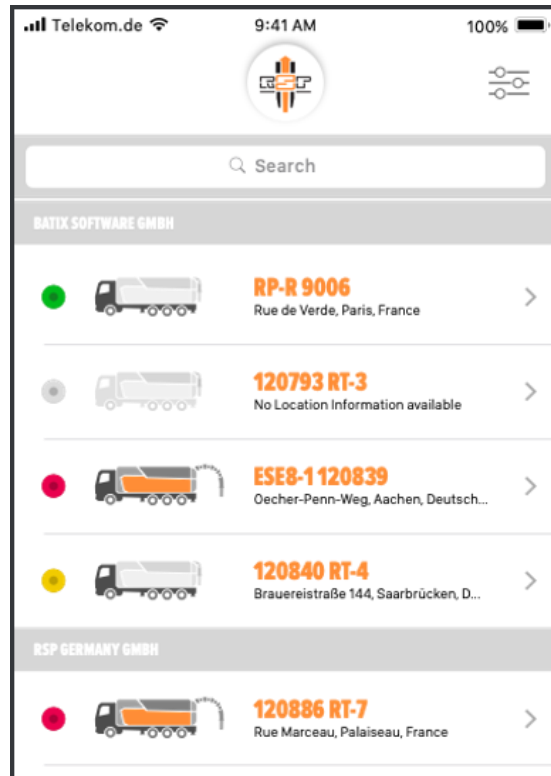 Telekom.de
9:41 AM
100%
RSP
Search
BATIX SOFTWARE GMBH
RP-R 9006
Rue de Verde, Paris, France
120793 RT-3
No Location Information available
ESE8-1 120839
Oecher-Penn-Weg, Aachen, Deutsch...
120840 RT-4
Brauereistraße 144, Saarbrücken, D...
RSP GERMANY GMBH
120886 RT-7
Rue Marceau, Palaiseau, France